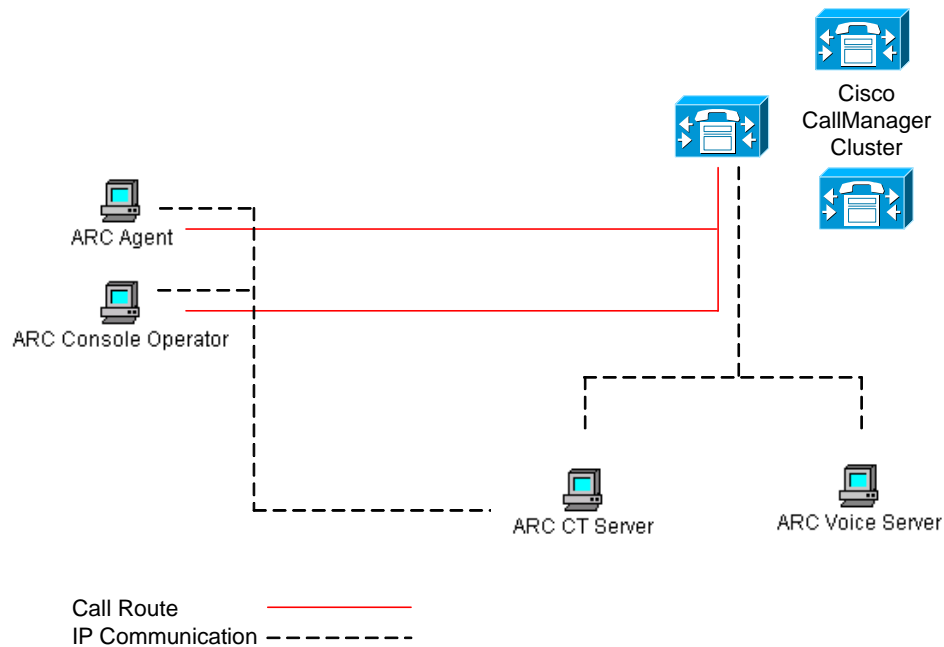 Cisco
CallManager
Cluster
ARC Agent
ARC Console Operator
ARC CT Server
ARC Voice Server
Call Route
IP Communication